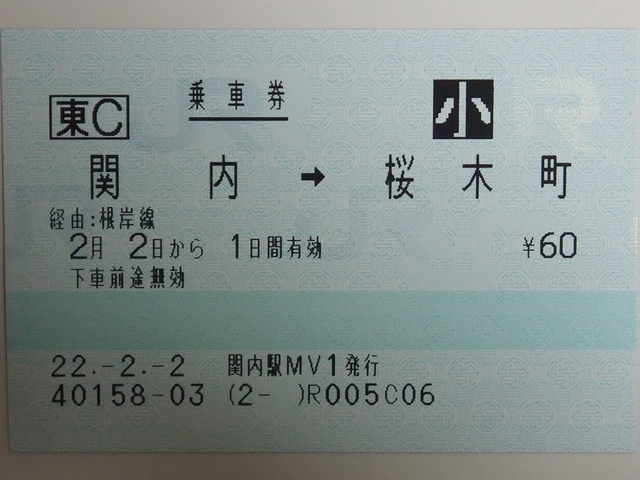 乗車券
東C 小
関内 → 桜木町
経由:根岸線
2月 2日から 1日間有効 ¥60
下車前途無効
22.-2.-2 関内駅MV1発行
40158-03 (2- )R005C06